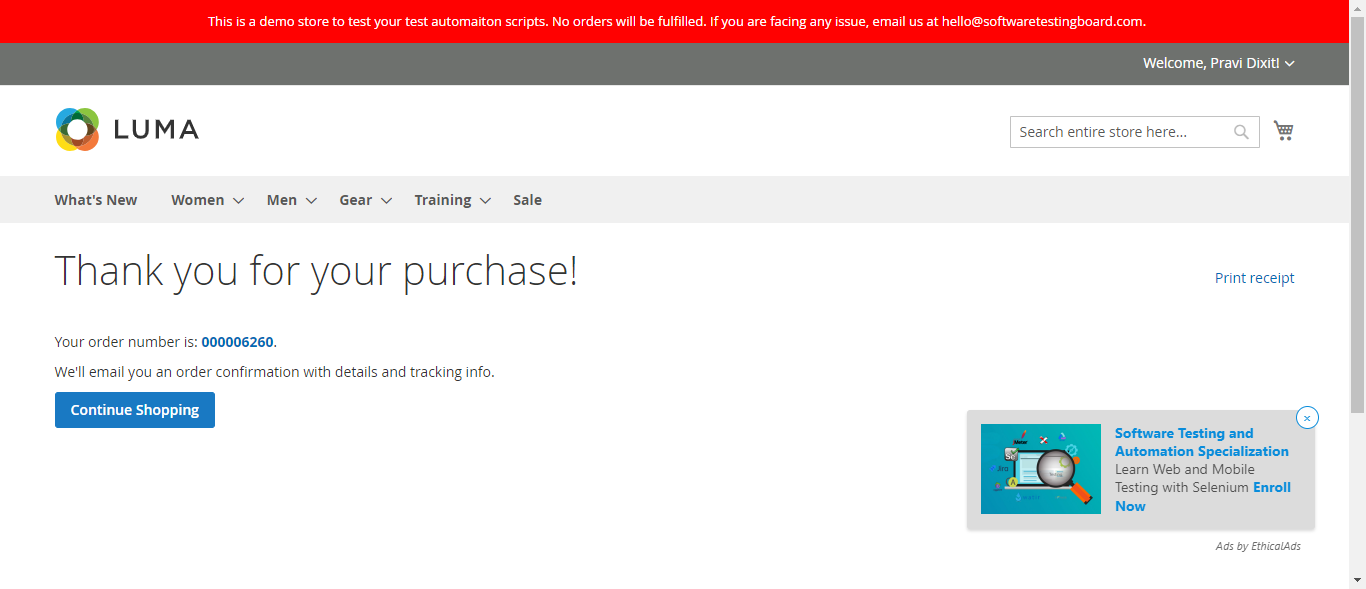 This is a demo store to test your test automaiton scripts. No orders will be fulfilled. If you are facing any issue, email us at hello@softwaretestingboard.com.
Welcome, Pravi Dixit!
LUMA
Search entire store here...
What's New Women Men Gear Training Sale
Thank you for your purchase!
Print receipt
Your order number is: 000006260.
We'll email you an order confirmation with details and tracking info.
Continue Shopping
Software Testing and
Automation Specialization
Learn Web and Mobile
Testing with Selenium Enroll
Now
Ads by EthicalAds